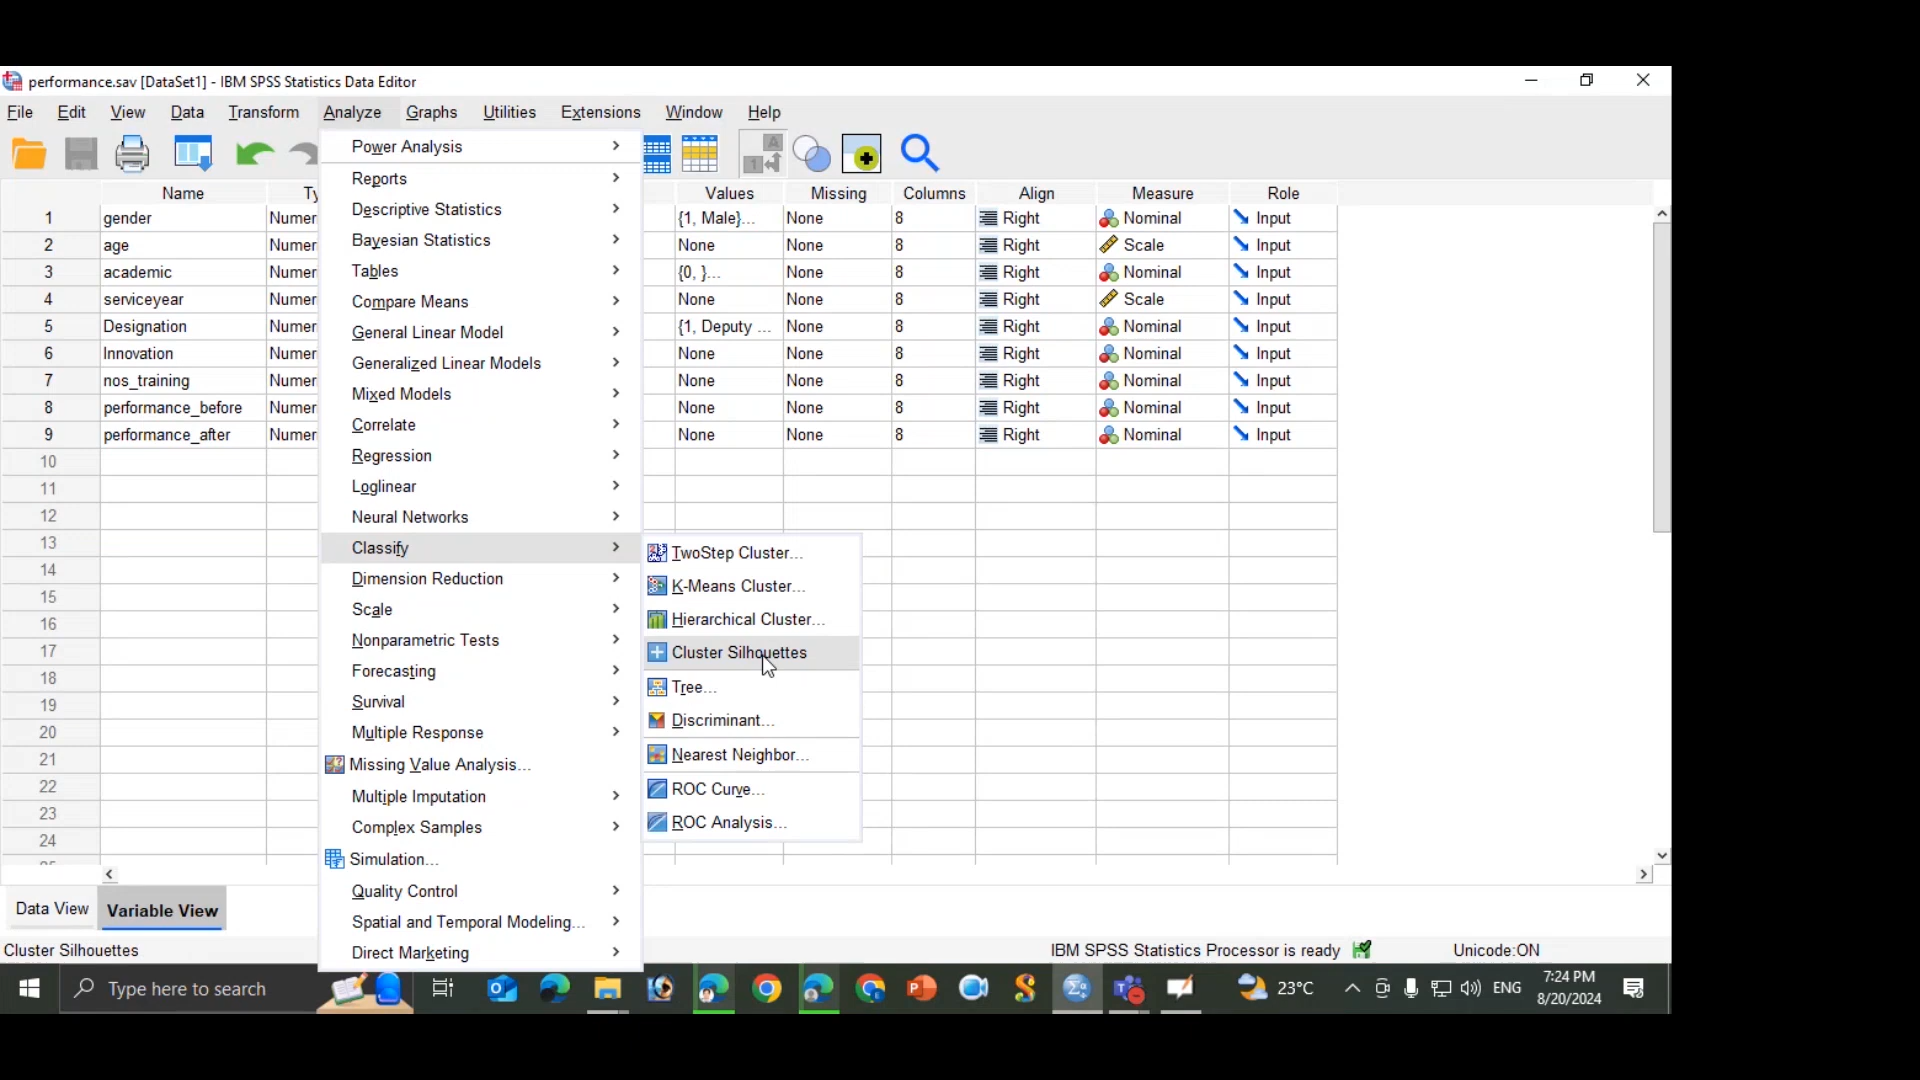 performance.sav [DataSet1] - IBM SPSS Statistics Data Editor
File Edit View Data Transform Analyze Graphs Utilities Extensions Window Help
Power Analysis
Reports
Descriptive Statistics
Bayesian Statistics
Tables
Compare Means
General Linear Model
Generalized Linear Models
Mixed Models
Correlate
Regression
Loglinear
Neural Networks
Classify
Dimension Reduction
Scale
Nonparametric Tests
Forecasting
Survival
Multiple Response
Missing Value Analysis...
Multiple Imputation
Complex Samples
Simulation...
Quality Control
Spatial and Temporal Modeling...
Direct Marketing
TwoStep Cluster...
K-Means Cluster...
Hierarchical Cluster...
Cluster Silhouettes
Tree...
Discriminant...
Nearest Neighbor...
ROC Curve...
ROC Analysis...
Name Ty Values Missing Columns Align Measure Role
1 gender Numer {1, Male}... None 8 Right Nominal Input
2 age Numer None None 8 Right Scale Input
3 academic Numer {0, }... None 8 Right Nominal Input
4 serviceyear Numer None None 8 Right Scale Input
5 Designation Numer {1, Deputy ... None 8 Right Nominal Input
6 Innovation Numer None None 8 Right Nominal Input
7 nos_training Numer None None 8 Right Nominal Input
8 performance_before Numer None None 8 Right Nominal Input
9 performance_after Numer None None 8 Right Nominal Input
10
11
12
13
14
15
16
17
18
19
20
21
22
23
24
Data View Variable View
Cluster Silhouettes IBM SPSS Statistics Processor is ready Unicode:ON
Type here to search 23°C ENG 7:24 PM
8/20/2024